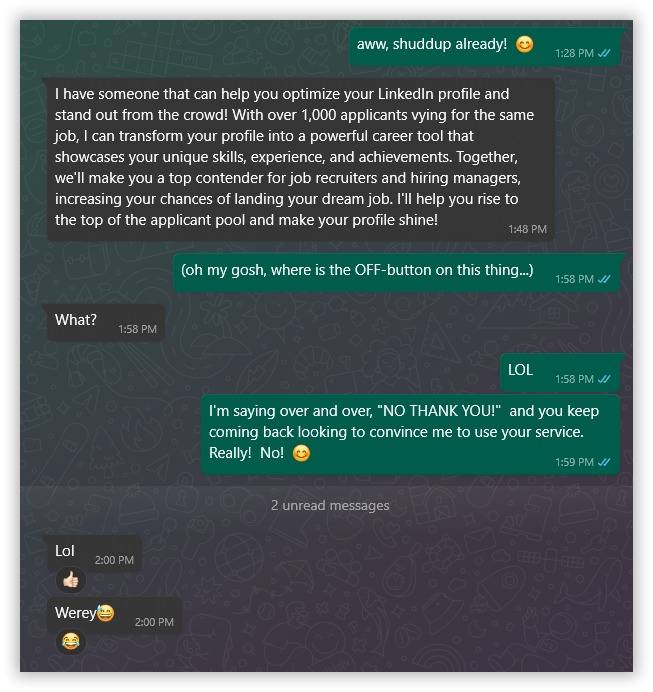 aww, shuddup already! 😊
1:28 PM
I have someone that can help you optimize your LinkedIn profile and
stand out from the crowd! With over 1,000 applicants vying for the same
job, I can transform your profile into a powerful career tool that
showcases your unique skills, experience, and achievements. Together,
we'll make you a top contender for job recruiters and hiring managers,
increasing your chances of landing your dream job. I'll help you rise to
the top of the applicant pool and make your profile shine!
1:48 PM
(oh my gosh, where is the OFF-button on this thing...)
1:58 PM
What?
1:58 PM
LOL
1:58 PM
I'm saying over and over, "NO THANK YOU!"  and you keep
coming back looking to convince me to use your service.
Really!  No!  😊
1:59 PM
2 unread messages
Lol
2:00 PM
👍🏻
Werey😅
2:00 PM
😂